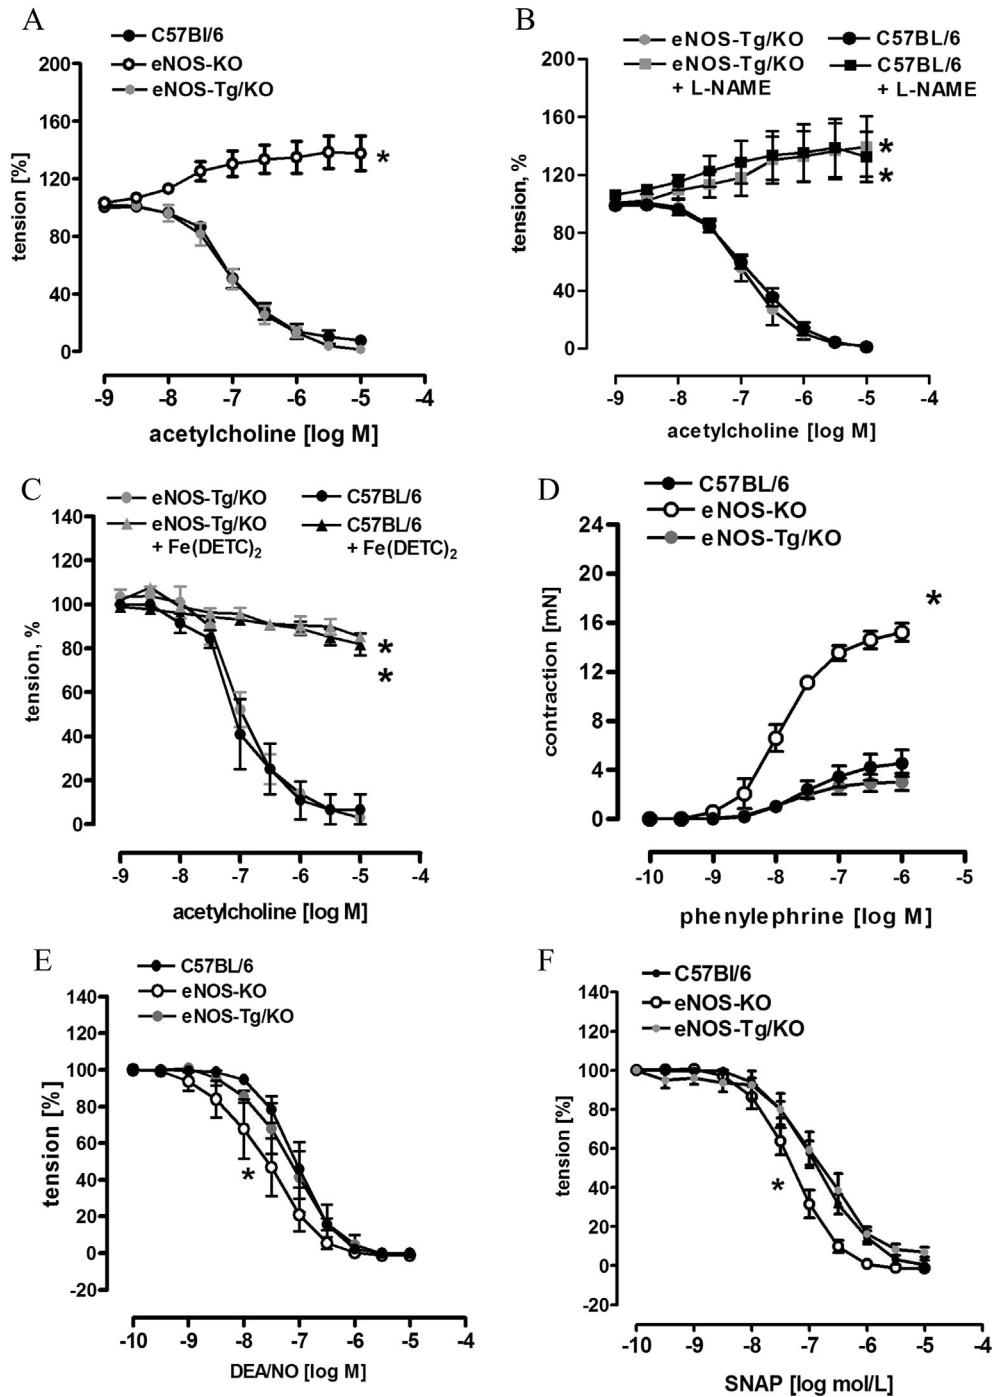 A
C57Bl/6
eNOS-KO
eNOS-Tg/KO
200
160
120
80
40
0
tension [%]
*
-9 -8 -7 -6 -5 -4
acetylcholine [log M]
B
eNOS-Tg/KO C57BL/6
eNOS-Tg/KO C57BL/6
+ L-NAME + L-NAME
200
160
120
80
40
0
tension, %
*
*
-9 -8 -7 -6 -5 -4
acetylcholine [log M]
C
eNOS-Tg/KO C57BL/6
eNOS-Tg/KO C57BL/6
+ Fe(DETC)₂ + Fe(DETC)₂
140
120
100
80
60
40
20
0
tension, %
*
*
-9 -8 -7 -6 -5 -4
acetylcholine [log M]
D
C57BL/6
eNOS-KO
eNOS-Tg/KO
24
20
16
12
8
4
0
contraction [mN]
*
-10 -9 -8 -7 -6 -5
phenylephrine [log M]
E
C57BL/6
eNOS-KO
eNOS-Tg/KO
140
120
100
80
60
40
20
0
-20
tension [%]
*
-10 -9 -8 -7 -6 -5 -4
DEA/NO [log M]
F
C57Bl/6
eNOS-KO
eNOS-Tg/KO
140
120
100
80
60
40
20
0
-20
tension [%]
*
-10 -9 -8 -7 -6 -5 -4
SNAP [log mol/L]